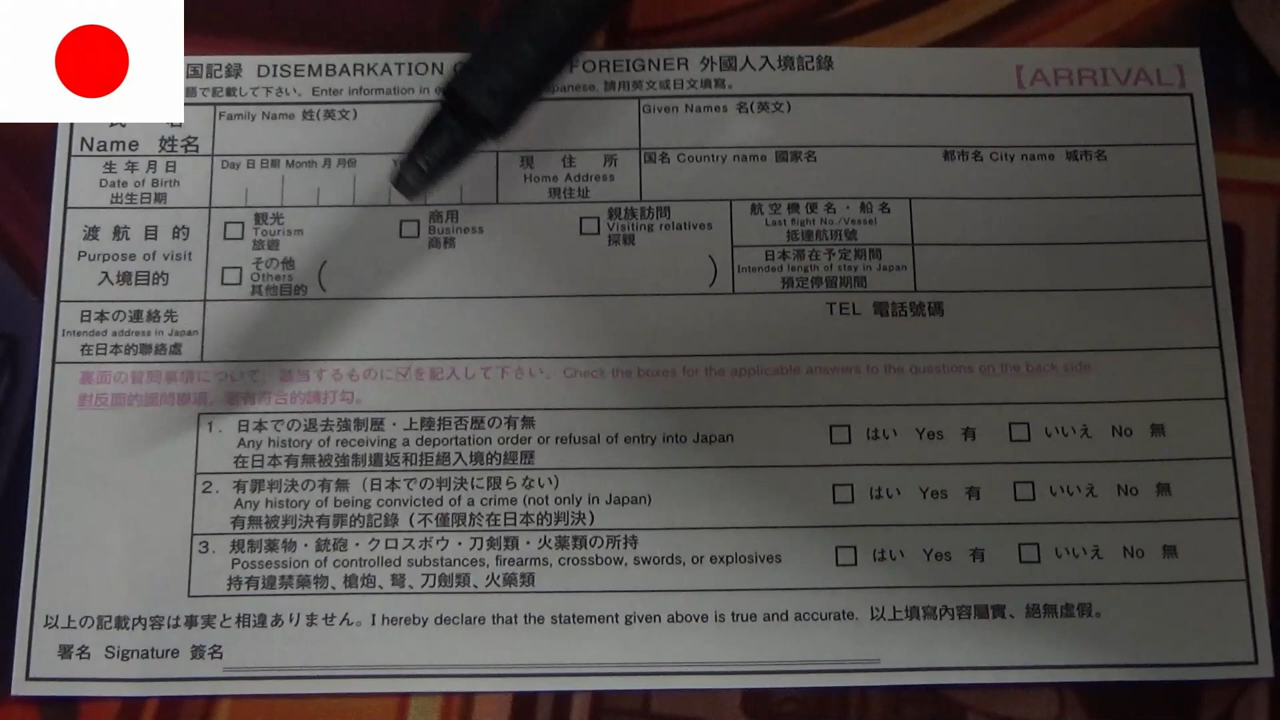 国記録 DISEMBARKATION FOREIGNER 外國人入境記録
【ARRIVAL】
語で記載して下さい。Enter information in 請用英文或日文填寫。
氏 名
Name 姓名
Family Name 姓(英文)
Given Names 名(英文)
生年月日
Date of Birth
出生日期
Day 日 日期 Month 月 月份
現住所
Home Address
現住址
国名 Country name 國家名
都市名 City name 城市名
渡航目的
Purpose of visit
入境目的
観光
Tourism
旅遊
商用
Business
商務
親族訪問
Visiting relatives
探親
その他
Others
其他目的
( )
航空機便名・船名
Last flight No./Vessel
抵達航班號
日本滞在予定期間
Intended length of stay in Japan
預定停留期間
日本の連絡先
Intended address in Japan
在日本的聯絡處
TEL 電話號碼
裏面の質問事項について、該当するものに☑を記入して下さい。Check the boxes for the applicable answers to the questions on the back side.
對反面的提問事項,若有符合的請打勾。
1. 日本での退去強制歴・上陸拒否歴の有無
Any history of receiving a deportation order or refusal of entry into Japan
在日本有無被強制遣返和拒絕入境的經歷
□ はい Yes 有 □ いいえ No 無
2. 有罪判決の有無(日本での判決に限らない)
Any history of being convicted of a crime (not only in Japan)
有無被判決有罪的記錄(不僅限於在日本的判決)
□ はい Yes 有 □ いいえ No 無
3. 規制薬物・銃砲・クロスボウ・刀剣類・火薬類の所持
Possession of controlled substances, firearms, crossbow, swords, or explosives
持有違禁藥物、槍炮、弩、刀劍類、火藥類
□ はい Yes 有 □ いいえ No 無
以上の記載内容は事実と相違ありません。I hereby declare that the statement given above is true and accurate. 以上填寫內容屬實、絕無虛假。
署名 Signature 簽名